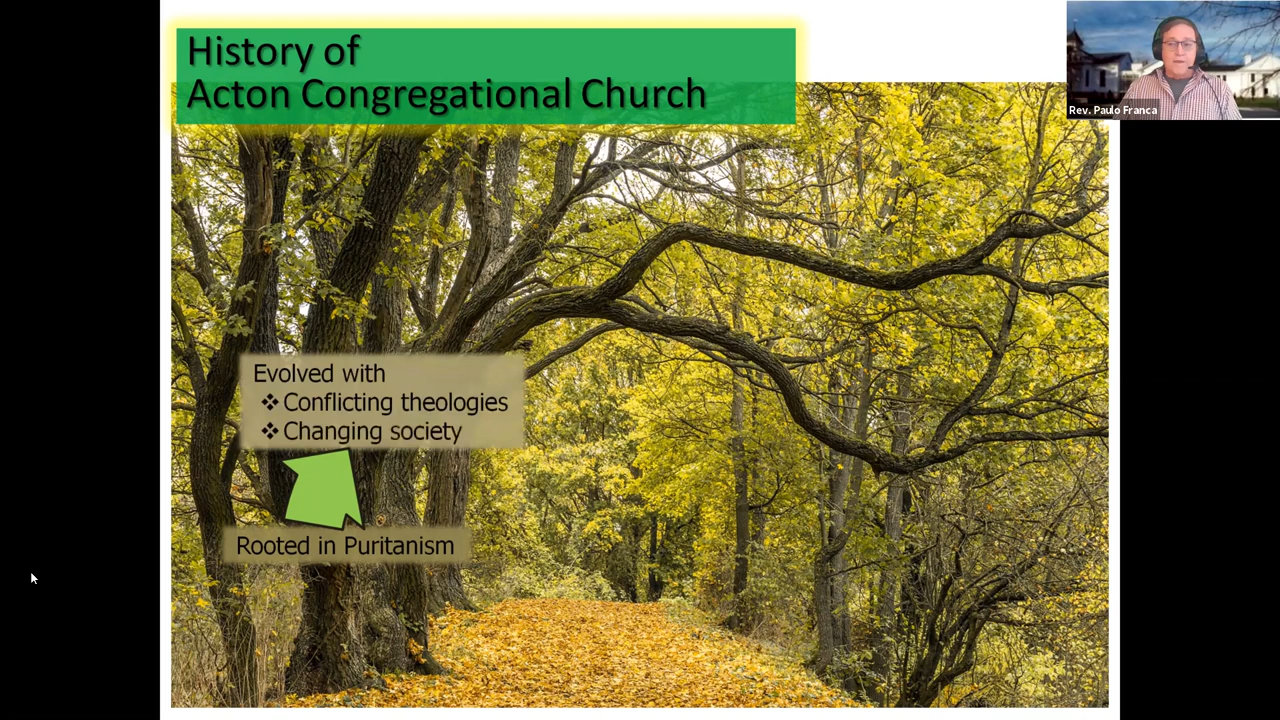 History of
Acton Congregational Church
Rev. Paulo Franca
Evolved with
❖ Conflicting theologies
❖ Changing society
Rooted in Puritanism